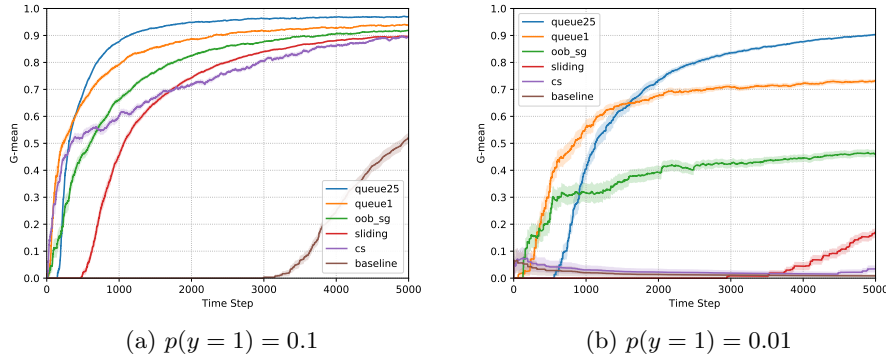 1.0
0.9
0.8
0.7
0.6
0.5
0.4
0.3
0.2
0.1
0.0
G-mean
0 1000 2000 3000 4000 5000
Time Step
queue25
queue1
oob_sg
sliding
cs
baseline
(a) p(y = 1) = 0.1
1.0
0.9
0.8
0.7
0.6
0.5
0.4
0.3
0.2
0.1
0.0
G-mean
0 1000 2000 3000 4000 5000
Time Step
queue25
queue1
oob_sg
sliding
cs
baseline
(b) p(y = 1) = 0.01